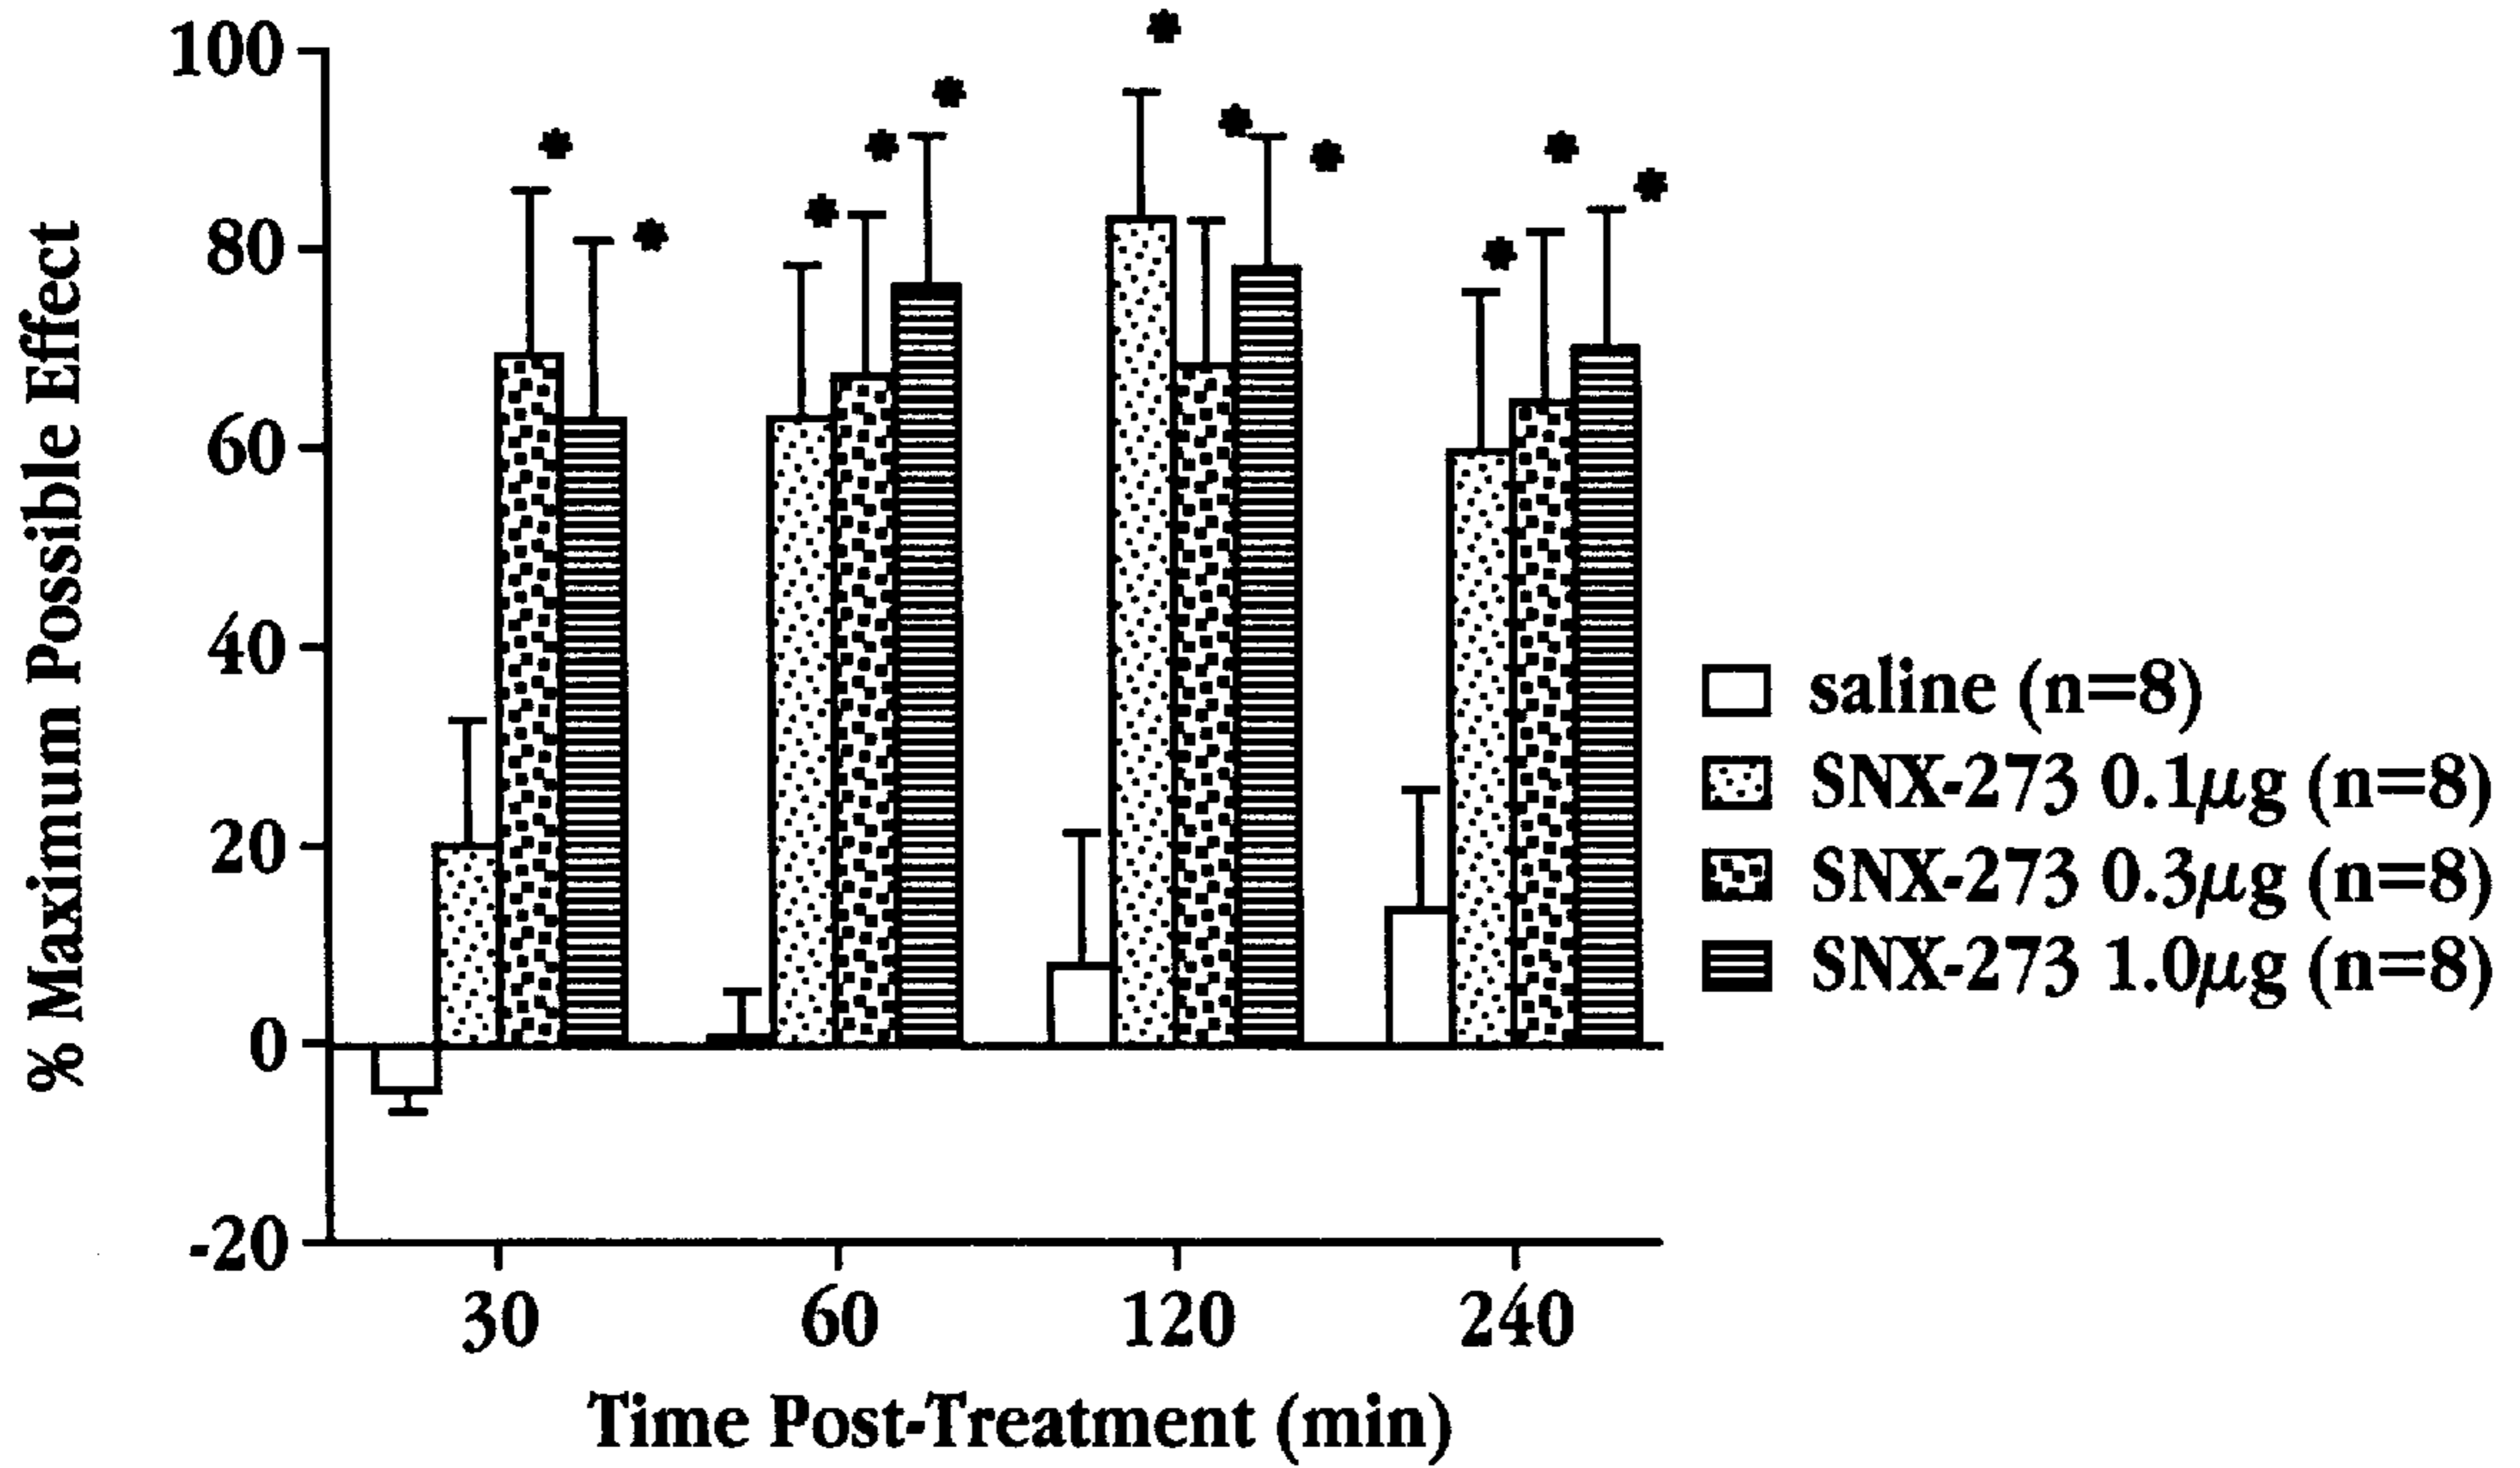 % Maximum Possible Effect
100
80
60
40
20
0
-20
* * * * * * * * * * *
30 60 120 240
Time Post-Treatment (min)
saline (n=8)
SNX-273 0.1μg (n=8)
SNX-273 0.3μg (n=8)
SNX-273 1.0μg (n=8)